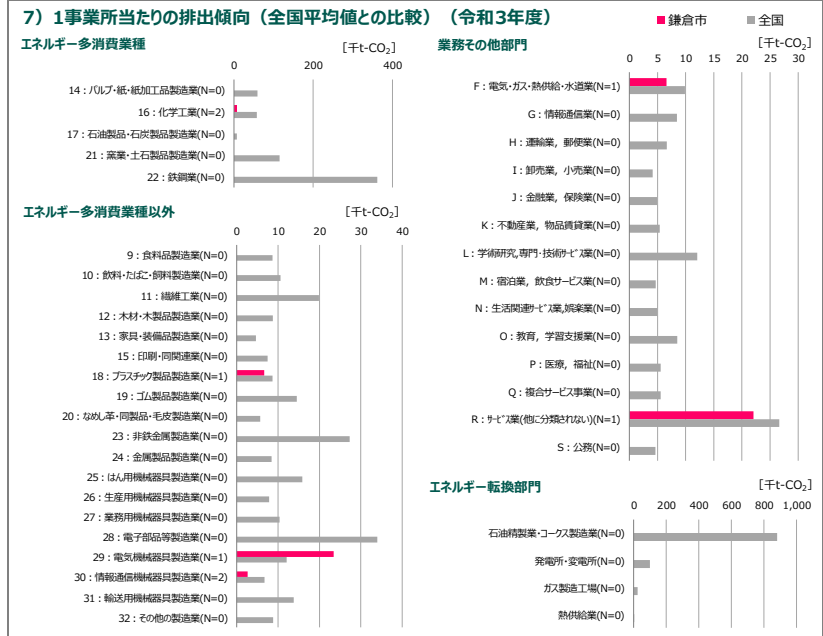 7）1事業所当たりの排出傾向（全国平均値との比較）（令和3年度）
鎌倉市
全国
エネルギー多消費業種
[千t-CO₂]
0 200 400
14：パルプ・紙・紙加工品製造業(N=0)
16：化学工業(N=2)
17：石油製品・石炭製品製造業(N=0)
21：窯業・土石製品製造業(N=0)
22：鉄鋼業(N=0)
エネルギー多消費業種以外
[千t-CO₂]
0 10 20 30 40
9：食料品製造業(N=0)
10：飲料・たばこ・飼料製造業(N=0)
11：繊維工業(N=0)
12：木材・木製品製造業(N=0)
13：家具・装備品製造業(N=0)
15：印刷・同関連業(N=0)
18：プラスチック製品製造業(N=1)
19：ゴム製品製造業(N=0)
20：なめし革・同製品・毛皮製造業(N=0)
23：非鉄金属製造業(N=0)
24：金属製品製造業(N=0)
25：はん用機械器具製造業(N=0)
26：生産用機械器具製造業(N=0)
27：業務用機械器具製造業(N=0)
28：電子部品等製造業(N=0)
29：電気機械器具製造業(N=1)
30：情報通信機械器具製造業(N=2)
31：輸送用機械器具製造業(N=0)
32：その他の製造業(N=0)
業務その他部門
[千t-CO₂]
0 5 10 15 20 25 30
F：電気・ガス・熱供給・水道業(N=1)
G：情報通信業(N=0)
H：運輸業，郵便業(N=0)
I：卸売業，小売業(N=0)
J：金融業，保険業(N=0)
K：不動産業，物品賃貸業(N=0)
L：学術研究,専門・技術ｻｰﾋﾞｽ業(N=0)
M：宿泊業，飲食サービス業(N=0)
N：生活関連ｻｰﾋﾞｽ業,娯楽業(N=0)
O：教育，学習支援業(N=0)
P：医療，福祉(N=0)
Q：複合サービス事業(N=0)
R：ｻｰﾋﾞｽ業(他に分類されない)(N=1)
S：公務(N=0)
エネルギー転換部門
[千t-CO₂]
0 200 400 600 800 1,000
石油精製業・コークス製造業(N=0)
発電所・変電所(N=0)
ガス製造工場(N=0)
熱供給業(N=0)